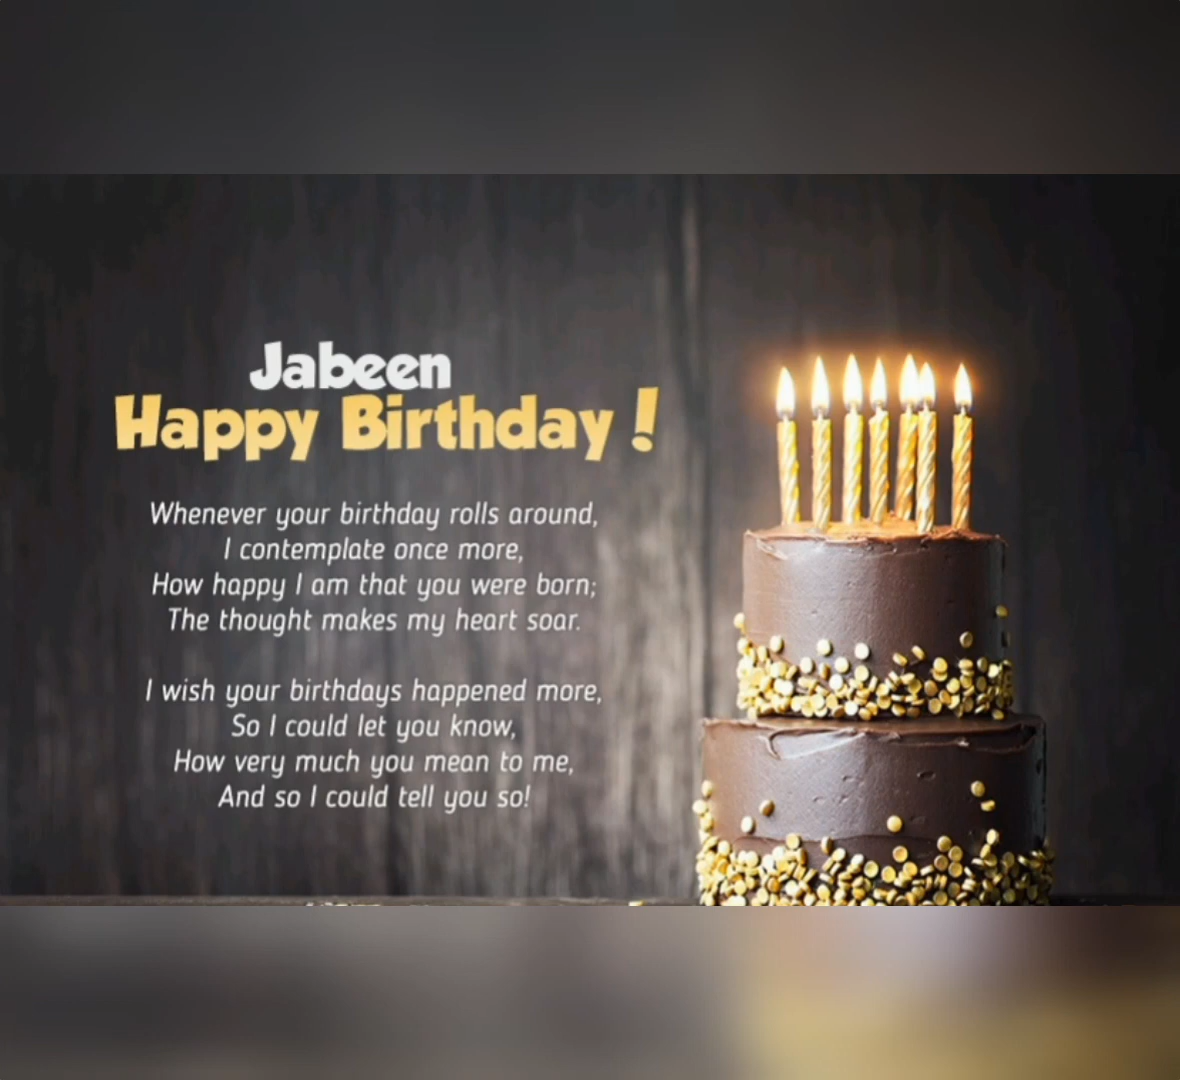 Jabeen
Happy Birthday!
Whenever your birthday rolls around,
I contemplate once more,
How happy I am that you were born;
The thought makes my heart soar.
I wish your birthdays happened more,
So I could let you know,
How very much you mean to me,
And so I could tell you so!